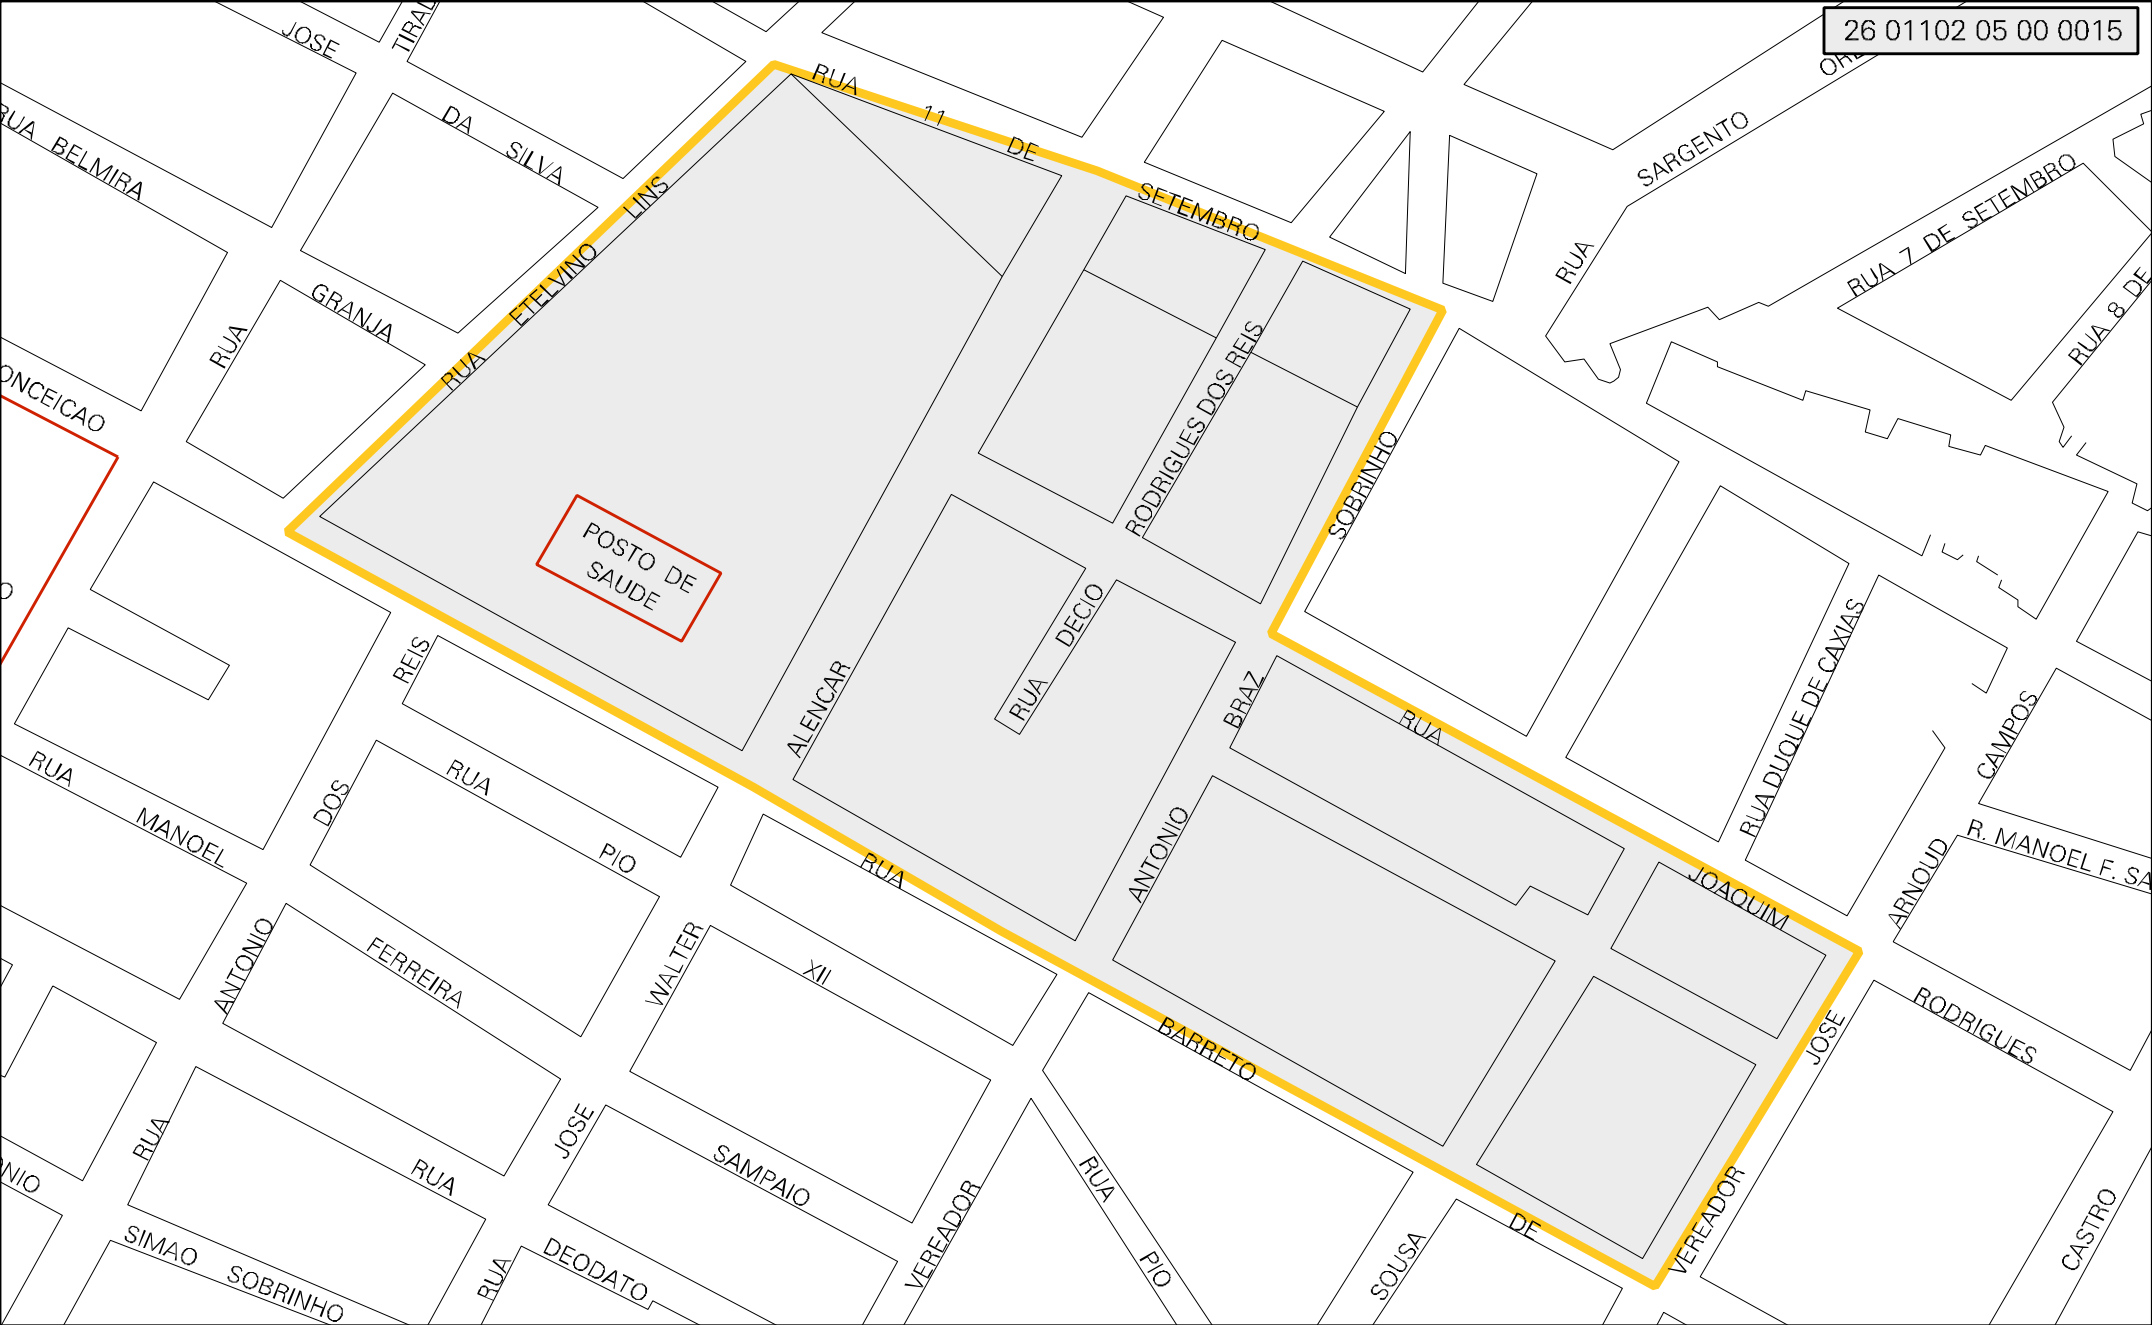 26 01102 05 00 0015
JOSE
RUA
11
DE
SETEMBRO
SARGENTO
RUA
RUA BELMIRA
DA
SILVA
RUA 7 DE SETEMBRO
RUA 8 DE
RUA
GRANJA
RUA
ETELVINO
LINS
RODRIGUES DOS REIS
SOBRINHO
POSTO DE
SAUDE
REIS
DOS
ANTONIO
RUA
ALENCAR
WALTER
JOSE
RUA
RUA
DECIO
BRAZ
ANTONIO
VEREADOR
RUA DUQUE DE CAXIAS
CAMPOS
ARNOUD
JOSE
VEREADOR
R. MANOEL F.
RUA
JOAQUIM
RODRIGUES
CASTRO
RUA
MANOEL
FERREIRA
SAMPAIO
RUA
PIO
XII
RUA
BARRETO
DE
SOUSA
RUA
PIO
RUA
DEODATO
SIMAO
SOBRINHO